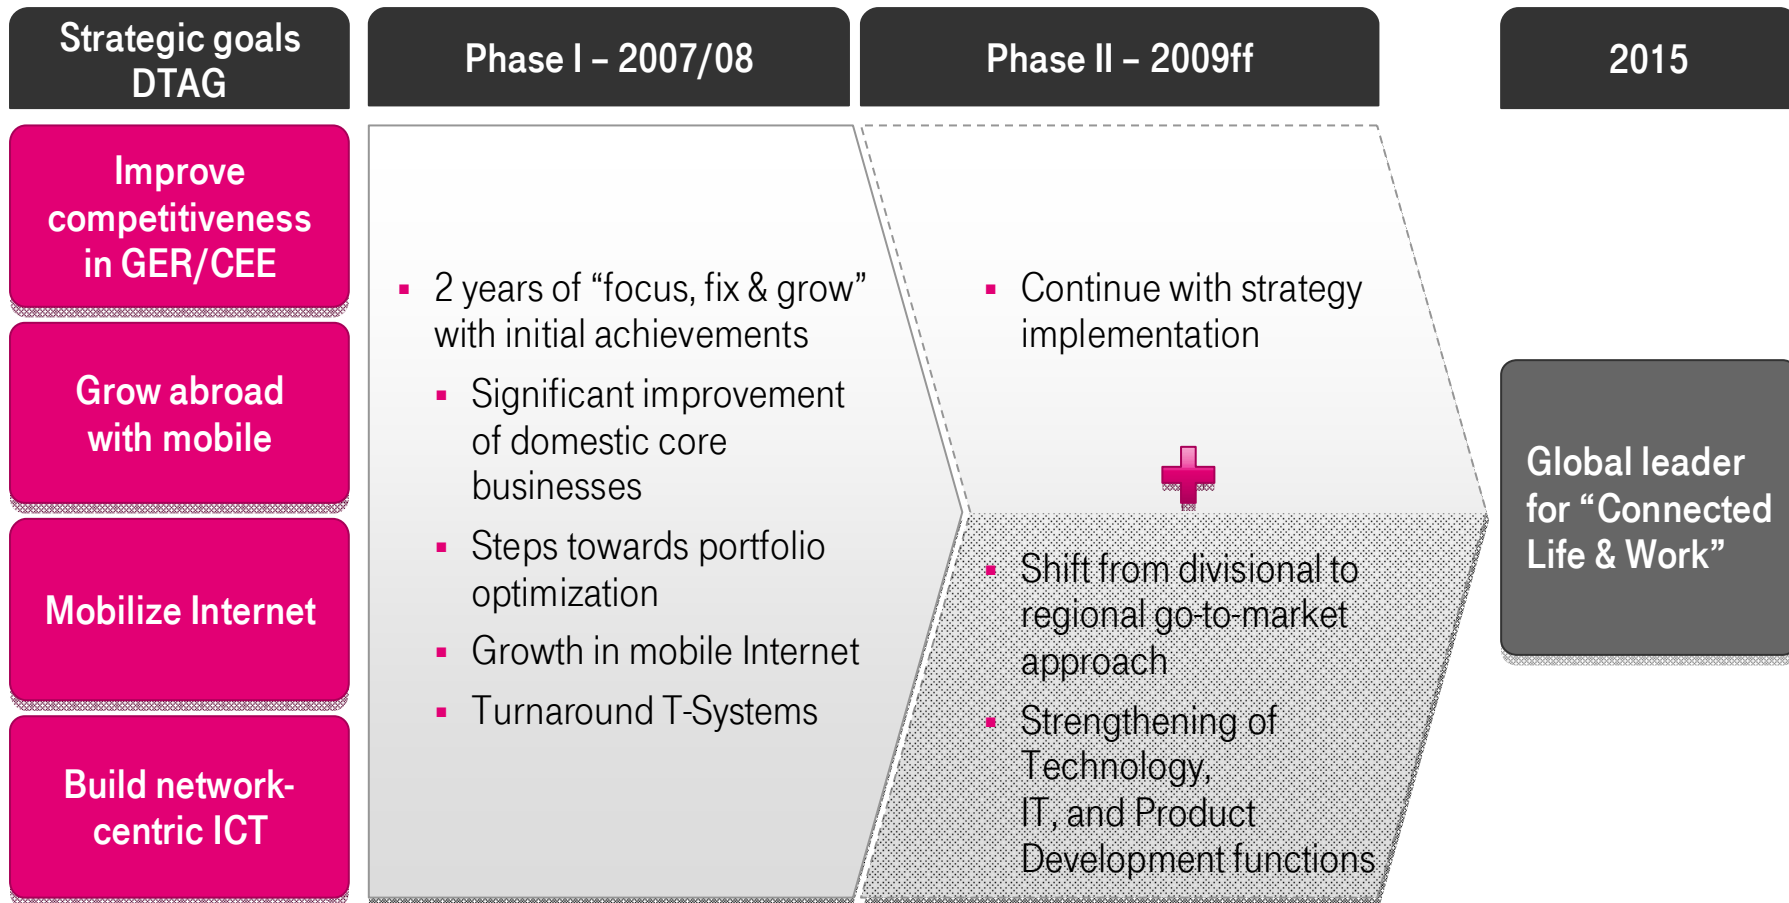 Strategic goals
DTAG
Phase I – 2007/08
Phase II – 2009ff
2015
Improve
competitiveness
in GER/CEE
Grow abroad
with mobile
Mobilize Internet
Build network-
centric ICT
▪ 2 years of “focus, fix & grow”
with initial achievements
▪ Significant improvement
of domestic core
businesses
▪ Steps towards portfolio
optimization
▪ Growth in mobile Internet
▪ Turnaround T-Systems
▪ Continue with strategy
implementation
▪ Shift from divisional to
regional go-to-market
approach
▪ Strengthening of
Technology,
IT, and Product
Development functions
Global leader
for “Connected
Life & Work”